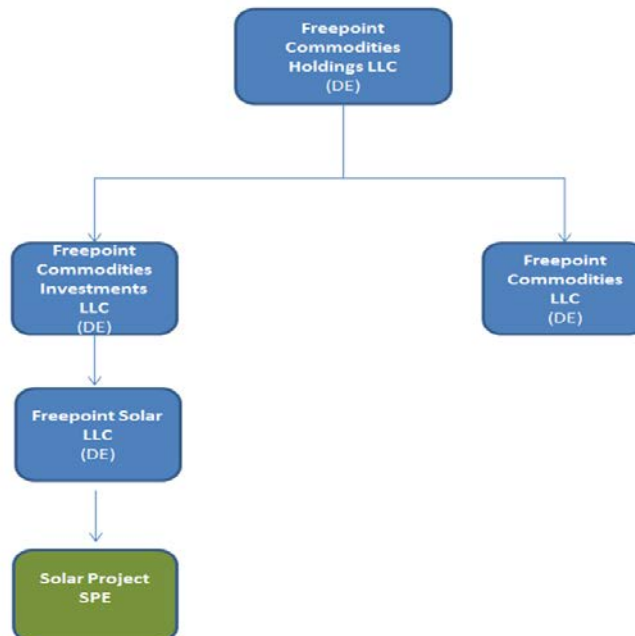 Freepoint
Commodities
Holdings LLC
(DE)
Freepoint
Commodities
Investments
LLC
(DE)
Freepoint
Commodities
LLC
(DE)
Freepoint Solar
LLC
(DE)
Solar Project
SPE